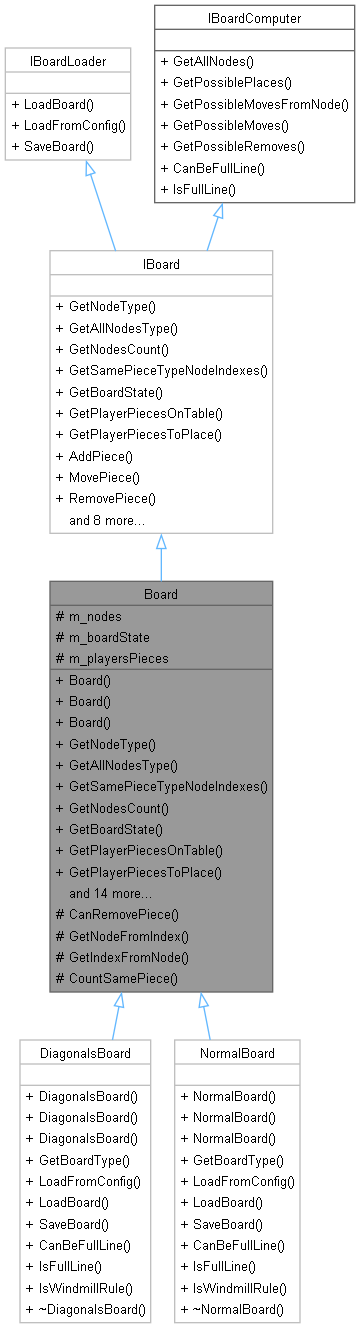 IBoardLoader
+ LoadBoard()
+ LoadFromConfig()
+ SaveBoard()
IBoardComputer
+ GetAllNodes()
+ GetPossiblePlaces()
+ GetPossibleMovesFromNode()
+ GetPossibleMoves()
+ GetPossibleRemoves()
+ CanBeFullLine()
+ IsFullLine()
IBoard
+ GetNodeType()
+ GetAllNodesType()
+ GetNodesCount()
+ GetSamePieceTypeNodeIndexes()
+ GetBoardState()
+ GetPlayerPiecesOnTable()
+ GetPlayerPiecesToPlace()
+ AddPiece()
+ MovePiece()
+ RemovePiece()
and 8 more...
Board
# m_nodes
# m_boardState
# m_playersPieces
+ Board()
+ Board()
+ Board()
+ GetNodeType()
+ GetAllNodesType()
+ GetSamePieceTypeNodeIndexes()
+ GetNodesCount()
+ GetBoardState()
+ GetPlayerPiecesOnTable()
+ GetPlayerPiecesToPlace()
and 14 more...
# CanRemovePiece()
# GetNodeFromIndex()
# GetIndexFromNode()
# CountSamePiece()
DiagonalsBoard
+ DiagonalsBoard()
+ DiagonalsBoard()
+ DiagonalsBoard()
+ GetBoardType()
+ LoadFromConfig()
+ LoadBoard()
+ SaveBoard()
+ CanBeFullLine()
+ IsFullLine()
+ IsWindmillRule()
+ ~DiagonalsBoard()
NormalBoard
+ NormalBoard()
+ NormalBoard()
+ NormalBoard()
+ GetBoardType()
+ LoadFromConfig()
+ LoadBoard()
+ SaveBoard()
+ CanBeFullLine()
+ IsFullLine()
+ IsWindmillRule()
+ ~NormalBoard()